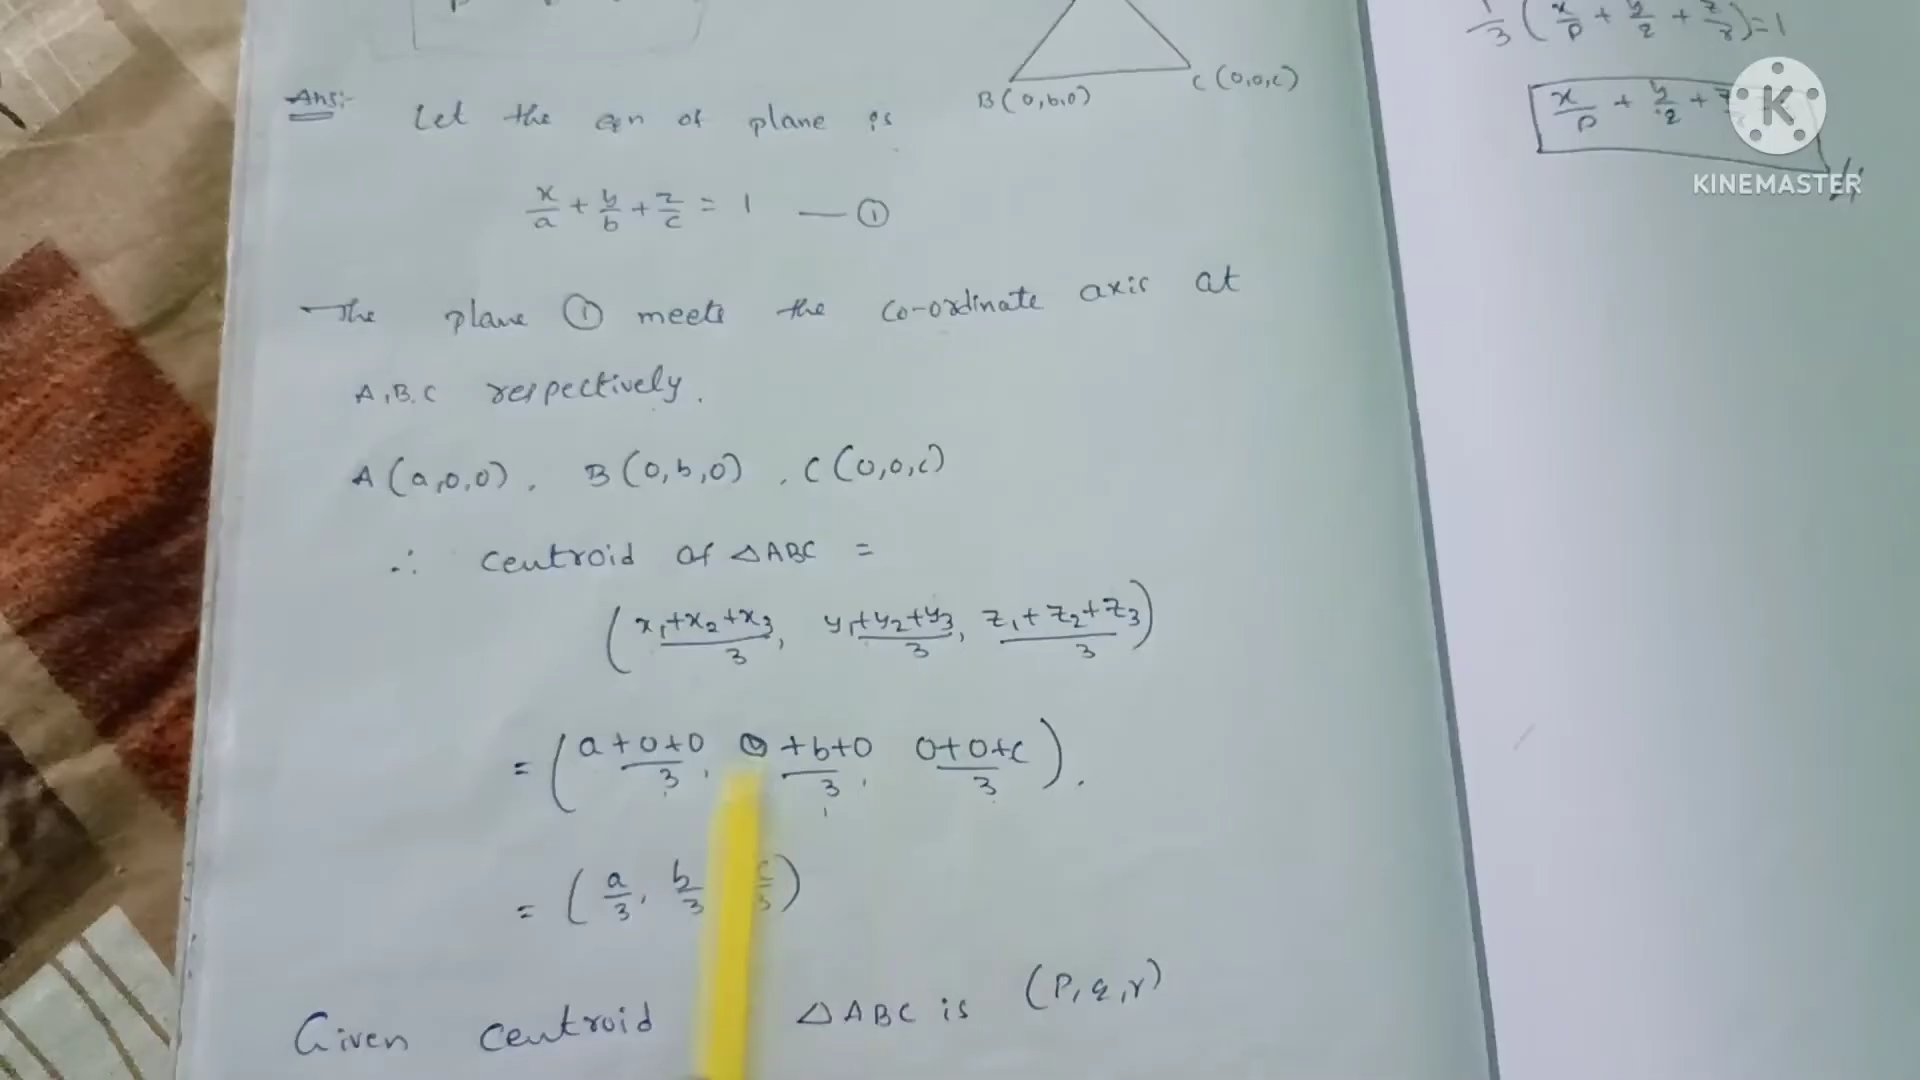 B(0,b,0) C(0,0,c)
Ans:-
Let the eqn of plane is
x/a + y/b + z/c = 1 — ①
The plane ① meets the co-ordinate axis at
A,B,C respectively.
A(a,0,0), B(0,b,0), C(0,0,c)
∴ centroid of △ABC =
(x₁+x₂+x₃/3, y₁+y₂+y₃/3, z₁+z₂+z₃/3)
= (a+0+0/3, 0+b+0/3, 0+0+c/3).
= (a/3, b/3 c/3)
Given centroid △ABC is (P,q,r)
1/3 (x/p + y/q + z/r) = 1
x/p + y/q +
K
KINEMASTER